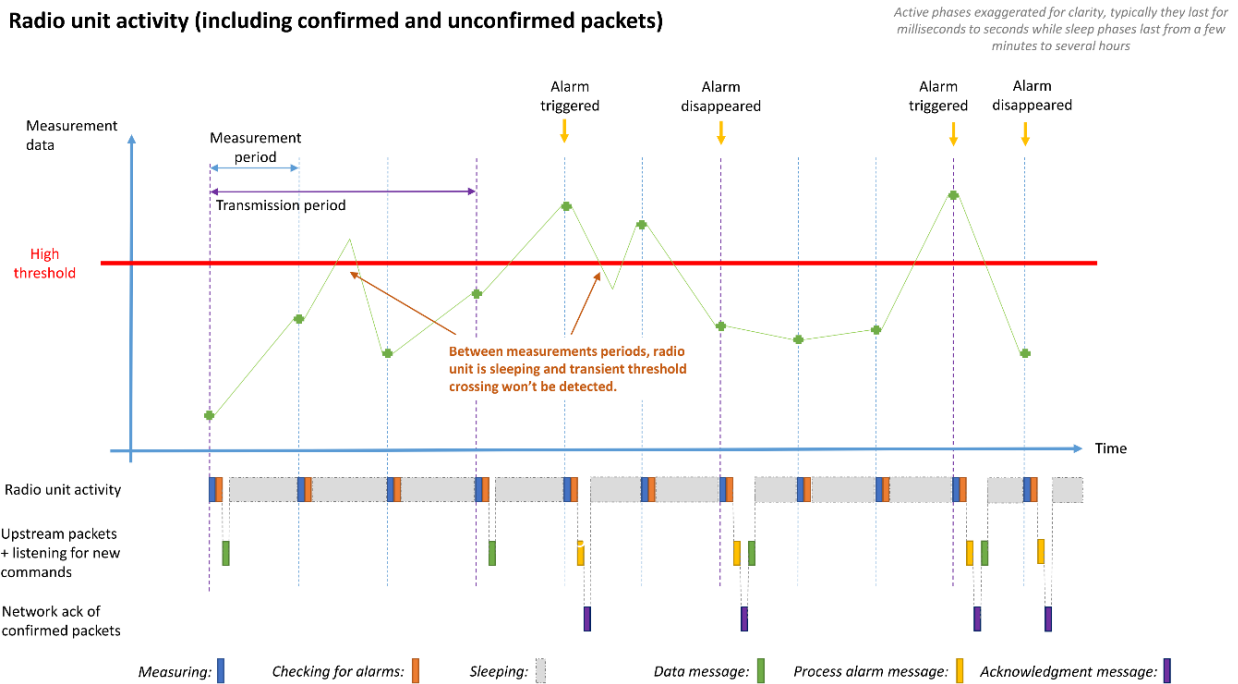 Radio unit activity (including confirmed and unconfirmed packets)
Active phases exaggerated for clarity, typically they last for
milliseconds to seconds while sleep phases last from a few
minutes to several hours
Alarm
triggered
Alarm
disappeared
Alarm
triggered
Alarm
disappeared
Measurement
data
Measurement
period
Transmission period
High
threshold
Between measurements periods, radio
unit is sleeping and transient threshold
crossing won't be detected.
Time
Radio unit activity
Upstream packets
+ listening for new
commands
Network ack of
confirmed packets
Measuring:
Checking for alarms:
Sleeping:
Data message:
Process alarm message:
Acknowledgment message: